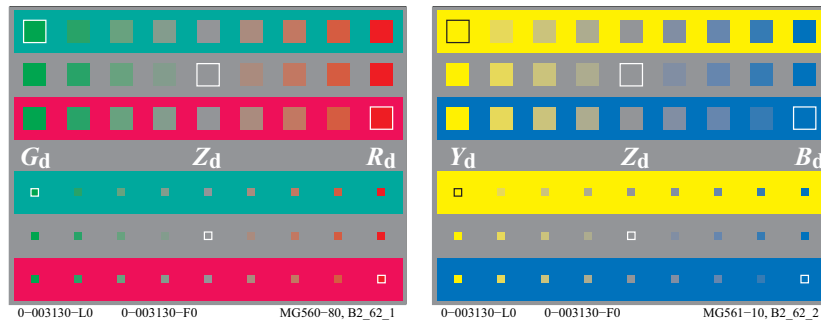 Gd Zd Rd
0−003130−L0 0−003130−F0 MG560−80, B2_62_1
Yd Zd Bd
0−003130−L0 0−003130−F0 MG561−10, B2_62_2